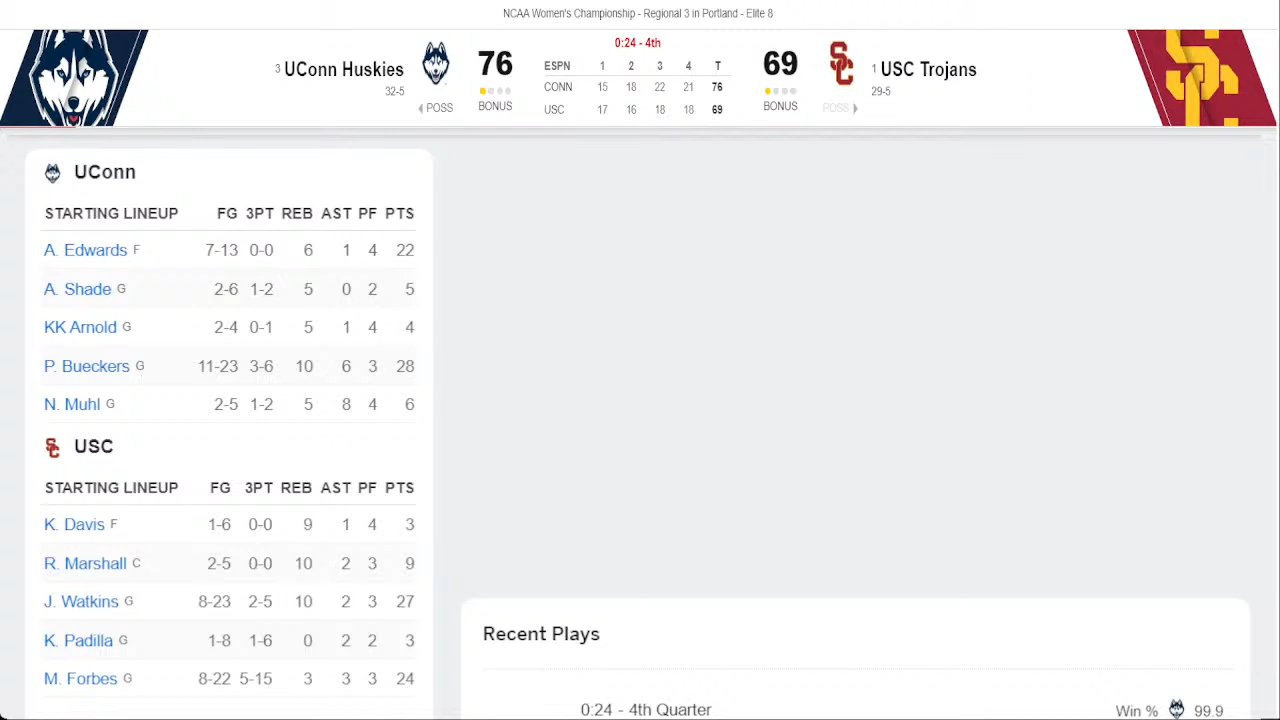 NCAA Women's Championship - Regional 3 in Portland - Elite 8
3 UConn Huskies
32-5
POSS
76
BONUS
0:24 - 4th
ESPN 1 2 3 4 T
CONN 15 18 22 21 76
USC 17 16 18 18 69
69
BONUS
SC
1 USC Trojans
29-5
POSS
SC
UConn
STARTING LINEUP FG 3PT REB AST PF PTS
A. Edwards F 7-13 0-0 6 1 4 22
A. Shade G 2-6 1-2 5 0 2 5
KK Arnold G 2-4 0-1 5 1 4 4
P. Bueckers G 11-23 3-6 10 6 3 28
N. Muhl G 2-5 1-2 5 8 4 6
SC USC
STARTING LINEUP FG 3PT REB AST PF PTS
K. Davis F 1-6 0-0 9 1 4 3
R. Marshall C 2-5 0-0 10 2 3 9
J. Watkins G 8-23 2-5 10 2 3 27
K. Padilla G 1-8 1-6 0 2 2 3
M. Forbes G 8-22 5-15 3 3 3 24
Recent Plays
0:24 - 4th Quarter
Win % 99.9